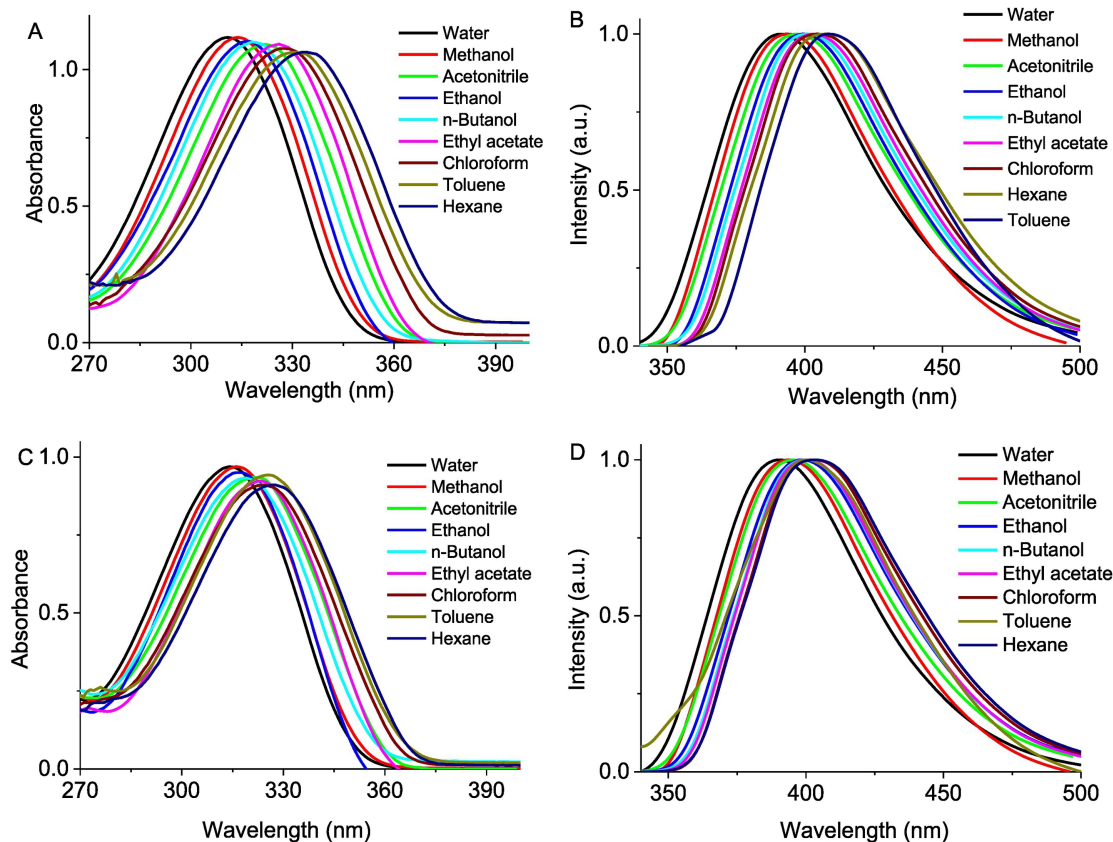 A
Absorbance
1.0
0.5
0.0
270
300
330
360
390
Wavelength (nm)
Water
Methanol
Acetonitrile
Ethanol
n-Butanol
Ethyl acetate
Chloroform
Toluene
Hexane
B
Intensity (a.u.)
1.0
0.5
0.0
350
400
450
500
Wavelength (nm)
Water
Methanol
Acetonitrile
Ethanol
n-Butanol
Ethyl acetate
Chloroform
Hexane
Toluene
C
Absorbance
1.0
0.5
0.0
270
300
330
360
390
Wavelength (nm)
Water
Methanol
Acetonitrile
Ethanol
n-Butanol
Ethyl acetate
Chloroform
Toluene
Hexane
D
Intensity (a.u.)
1.0
0.5
0.0
350
400
450
500
Wavelength (nm)
Water
Methanol
Acetonitrile
Ethanol
n-Butanol
Ethyl acetate
Chloroform
Toluene
Hexane